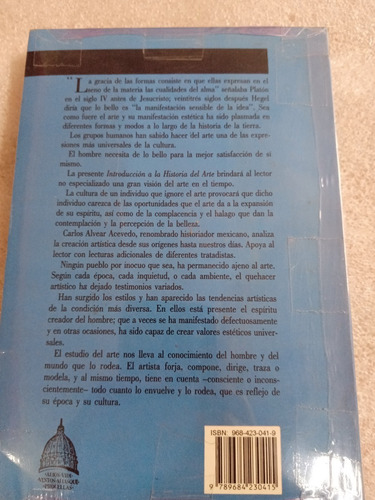 "La gracia de las formas consiste en que ellas expresan en el
seno de la materia las cualidades del alma" señalaba Platón
en el siglo IV antes de Jesucristo; veintitrés siglos después Hegel
diría que lo bello es "la manifestación sensible de la idea". Sea
como fuere el arte y su manifestación estética ha sido plasmada en
diferentes formas y modos a lo largo de la historia de la tierra.
Los grupos humanos han sabido hacer del arte una de las expre-
siones más universales de la cultura.
El hombre necesita de lo bello para la mejor satisfacción de si
mismo.
La presente Introducción a la Historia del Arte brindará al lector
no especializado una gran visión del arte en el tiempo.
La cultura de un individuo que ignore el arte provocará que dicho
individuo carezca de las oportunidades que el arte da a la expansión
de su espíritu, así como de la complacencia y el halago que dan la
contemplación y la percepción de la belleza.
Carlos Alvear Acevedo, renombrado historiador mexicano, analiza
la creación artística desde sus orígenes hasta nuestros días. Apoya al
lector con lecturas adicionales de diferentes tratadistas.
Ningún pueblo por inocuo que sea, ha permanecido ajeno al arte.
Según cada época, cada inquietud, o cada ambiente, el quehacer
artístico ha dejado testimonios variados.
Han surgido los estilos y han aparecido las tendencias artísticas
de la condición más diversa. En ellos está presente el espíritu
creador del hombre; que a veces se ha manifestado defectuosamente
y en otras ocasiones, ha sido capaz de crear valores estéticos univer-
sales.
El estudio del arte nos lleva al conocimiento del hombre y del
mundo que lo rodea. El artista forja, compone, dirige, traza o
modela, y al mismo tiempo, tiene en cuenta -consciente o incons-
cientemente- todo cuanto lo envuelve y lo rodea, que es reflejo de
su época y su cultura.
ISBN: 968-423-041-9
9 789684 230415